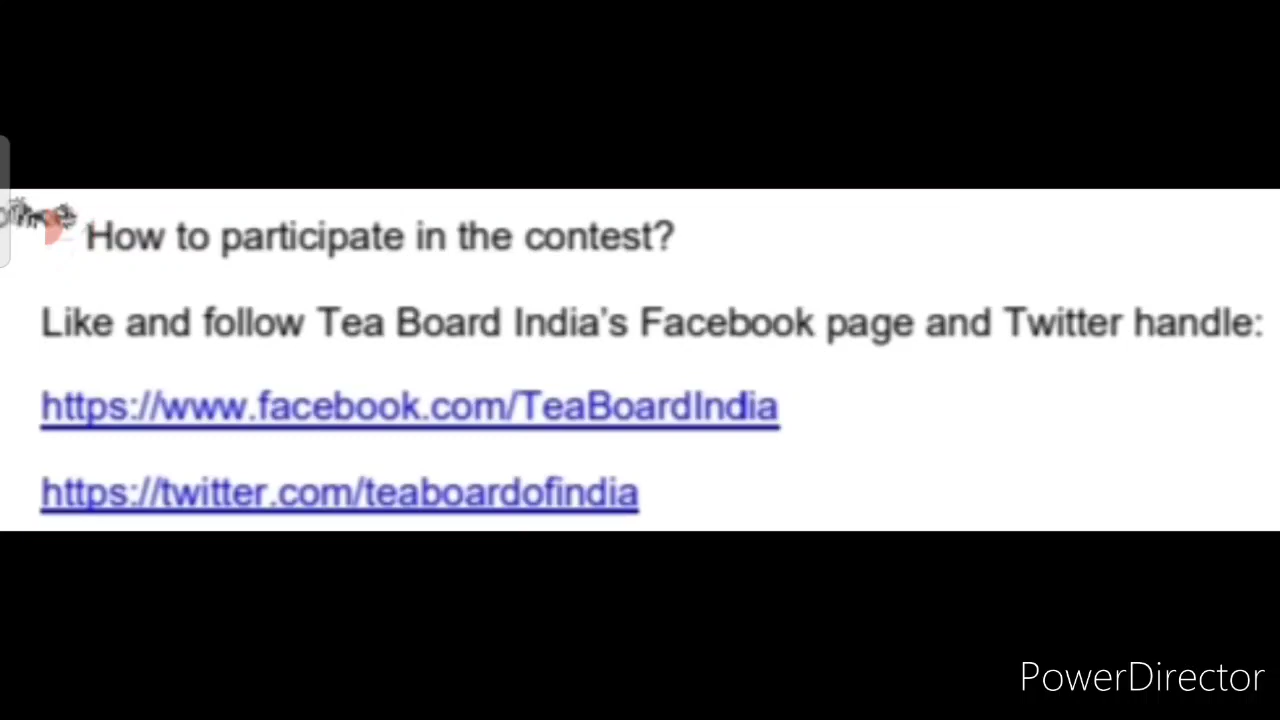 How to participate in the contest?
Like and follow Tea Board India's Facebook page and Twitter handle:
https://www.facebook.com/TeaBoardIndia
https://twitter.com/teaboardofindia
PowerDirector